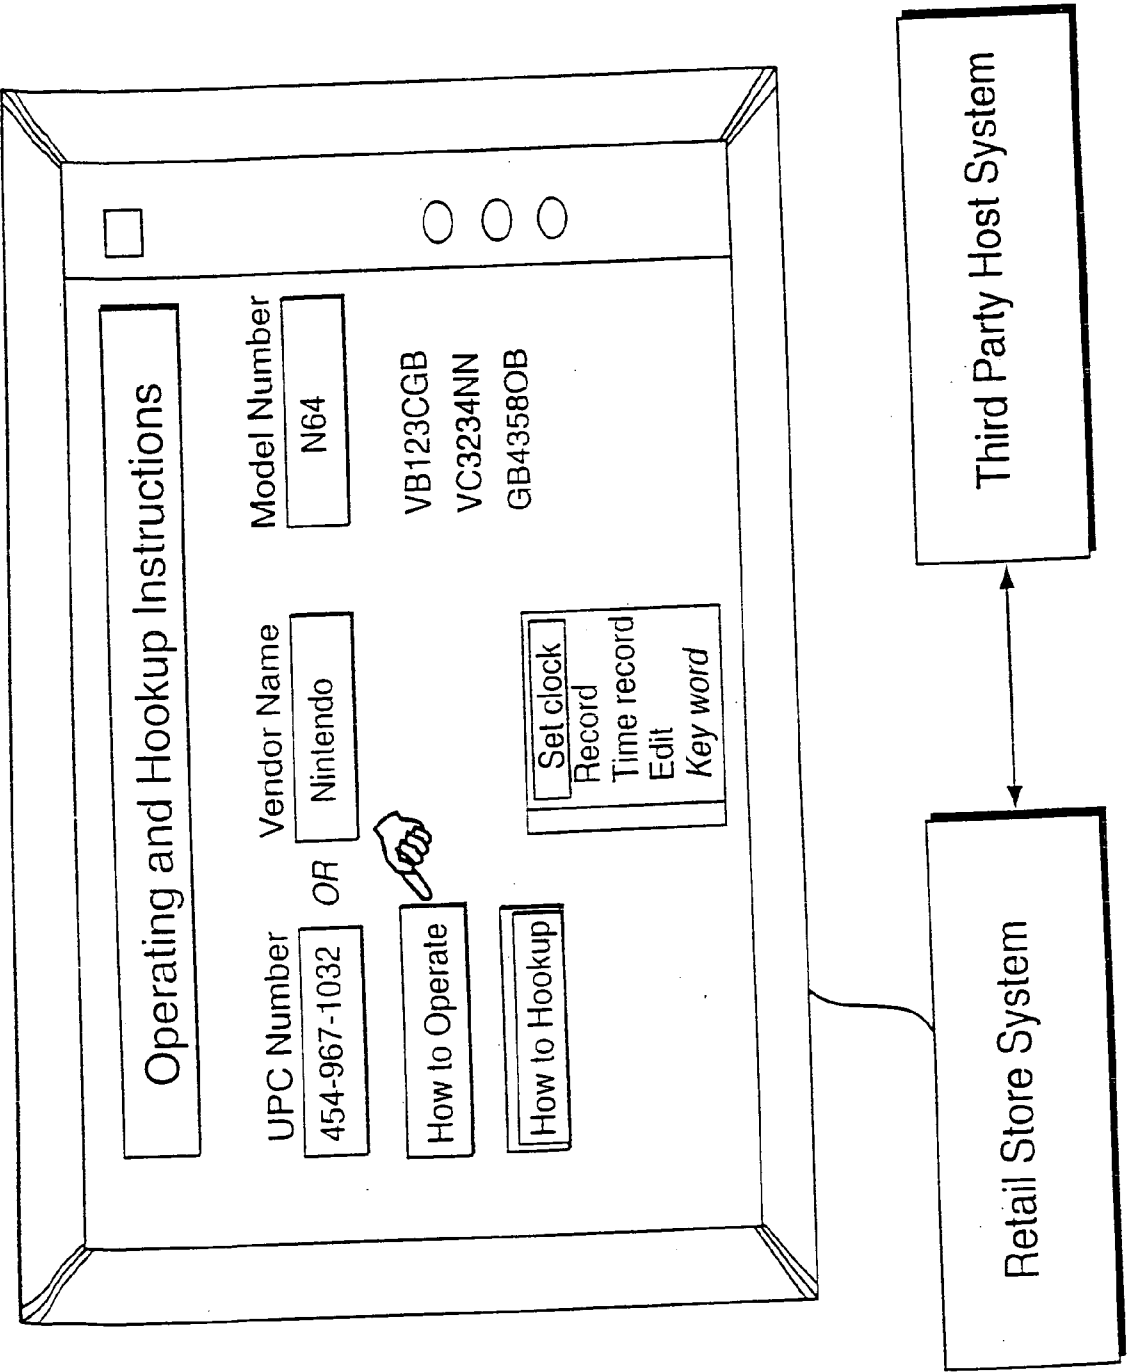 Operating and Hookup Instructions
UPC Number
Vendor Name
Model Number
454-967-1032
OR
Nintendo
N64
How to Operate
VB123CGB
VC3234NN
GB4358OB
How to Hookup
Set clock
Record
Time record
Edit
Key word
Retail Store System
Third Party Host System